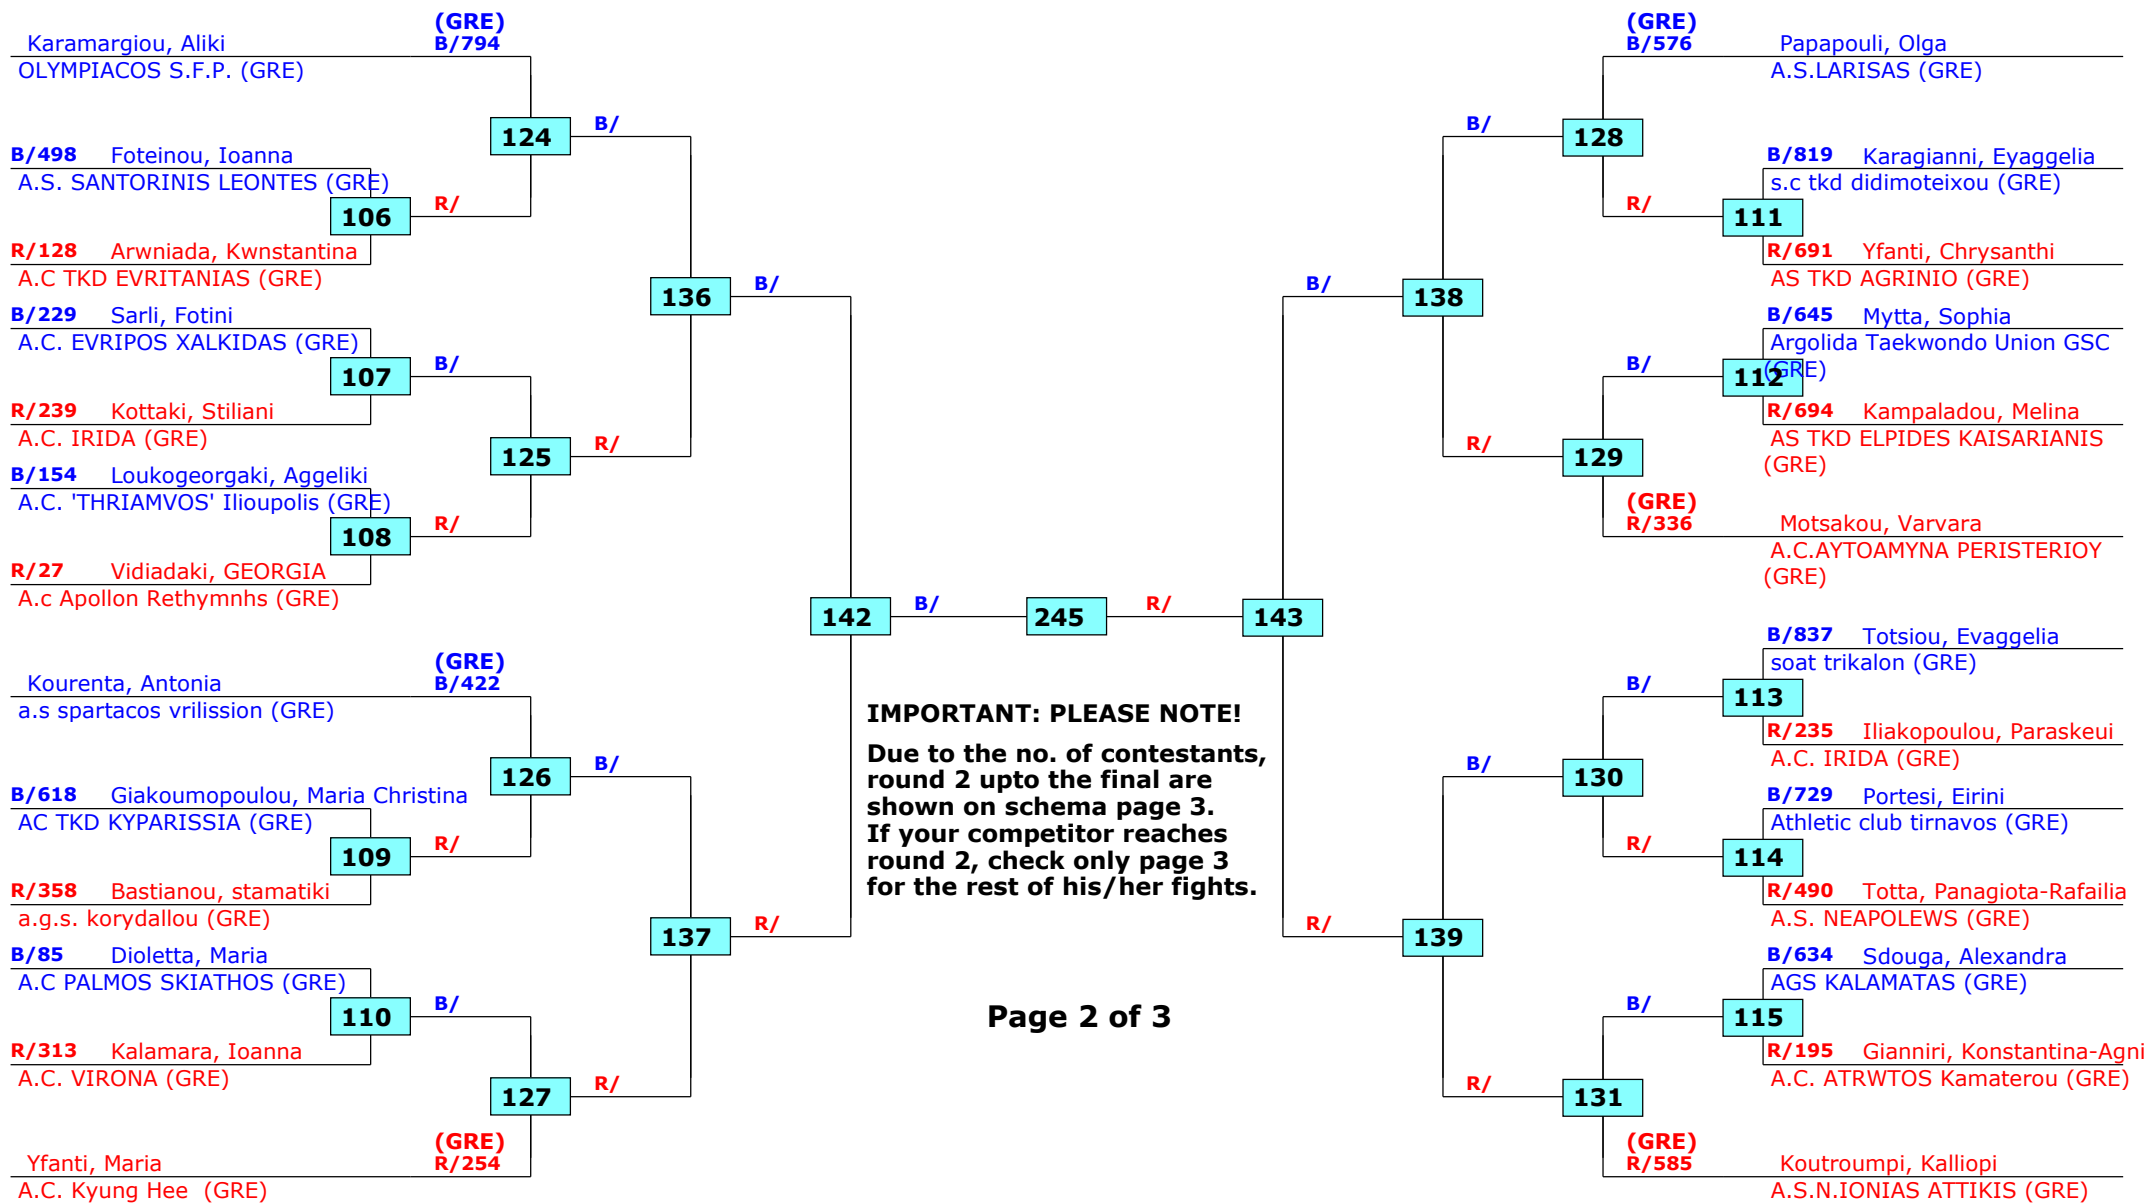 (GRE)
Karamargiou, Aliki B/794
OLYMPIACOS S.F.P. (GRE)
124
B/
B/498 Foteinou, Ioanna
A.S. SANTORINIS LEONTES (GRE)
106
R/
R/128 Arwniada, Kwnstantina
A.C TKD EVRITANIAS (GRE)
136
B/
B/229 Sarli, Fotini
A.C. EVRIPOS XALKIDAS (GRE)
107
B/
R/239 Kottaki, Stiliani
A.C. IRIDA (GRE)
125
R/
B/154 Loukogeorgaki, Aggeliki
A.C. 'THRIAMVOS' Ilioupolis (GRE)
108
R/
R/27 Vidiadaki, GEORGIA
A.c Apollon Rethymnhs (GRE)
142
B/
245
R/
143
(GRE)
Kourenta, Antonia B/422
a.s spartacos vrilission (GRE)
126
B/
B/618 Giakoumopoulou, Maria Christina
AC TKD KYPARISSIA (GRE)
109
R/
R/358 Bastianou, stamatiki
a.g.s. korydallou (GRE)
137
R/
B/85 Dioletta, Maria
A.C PALMOS SKIATHOS (GRE)
110
B/
R/313 Kalamara, Ioanna
A.C. VIRONA (GRE)
127
R/
(GRE)
Yfanti, Maria R/254
A.C. Kyung Hee (GRE)
IMPORTANT: PLEASE NOTE!
Due to the no. of contestants,
round 2 upto the final are
shown on schema page 3.
If your competitor reaches
round 2, check only page 3
for the rest of his/her fights.
Page 2 of 3
(GRE)
B/576 Papapouli, Olga
A.S.LARISAS (GRE)
B/
128
B/819 Karagianni, Eyaggelia
s.c tkd didimoteixou (GRE)
R/
111
R/691 Yfanti, Chrysanthi
AS TKD AGRINIO (GRE)
B/
138
B/645 Mytta, Sophia
Argolida Taekwondo Union GSC
(GRE)
B/
112
R/694 Kampaladou, Melina
AS TKD ELPIDES KAISARIANIS
(GRE)
R/
129
(GRE)
R/336 Motsakou, Varvara
A.C.AYTOAMYNA PERISTERIOY
(GRE)
B/837 Totsiou, Evaggelia
soat trikalon (GRE)
B/
113
R/235 Iliakopoulou, Paraskeui
A.C. IRIDA (GRE)
B/
130
B/729 Portesi, Eirini
Athletic club tirnavos (GRE)
R/
114
R/490 Totta, Panagiota-Rafailia
A.S. NEAPOLEWS (GRE)
R/
139
B/634 Sdouga, Alexandra
AGS KALAMATAS (GRE)
B/
115
R/195 Gianniri, Konstantina-Agni
A.C. ATRWTOS Kamaterou (GRE)
R/
131
(GRE)
R/585 Koutroumpi, Kalliopi
A.S.N.IONIAS ATTIKIS (GRE)